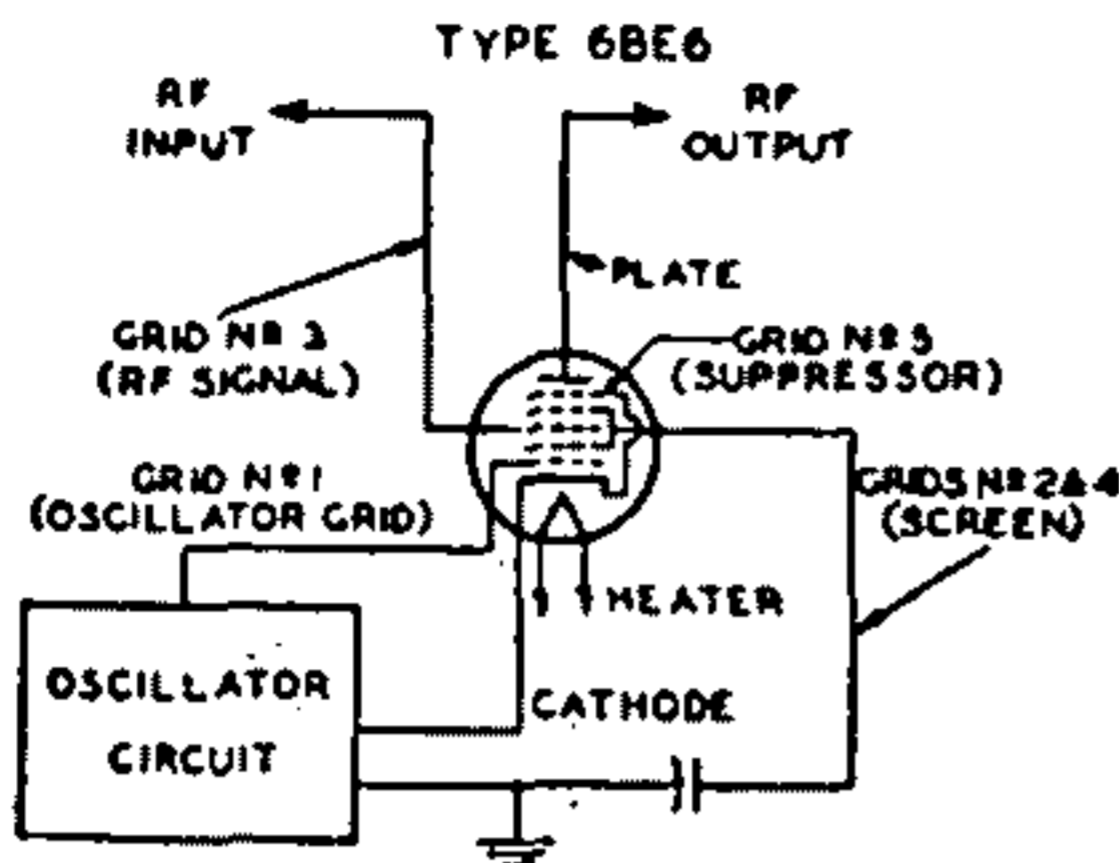 TYPE 6BE6
RF
INPUT
RF
OUTPUT
PLATE
GRID Nº 3
(RF SIGNAL)
GRID Nº 5
(SUPPRESSOR)
GRID Nº 1
(OSCILLATOR GRID)
GRIDS Nº 2&4
(SCREEN)
HEATER
OSCILLATOR
CIRCUIT
CATHODE